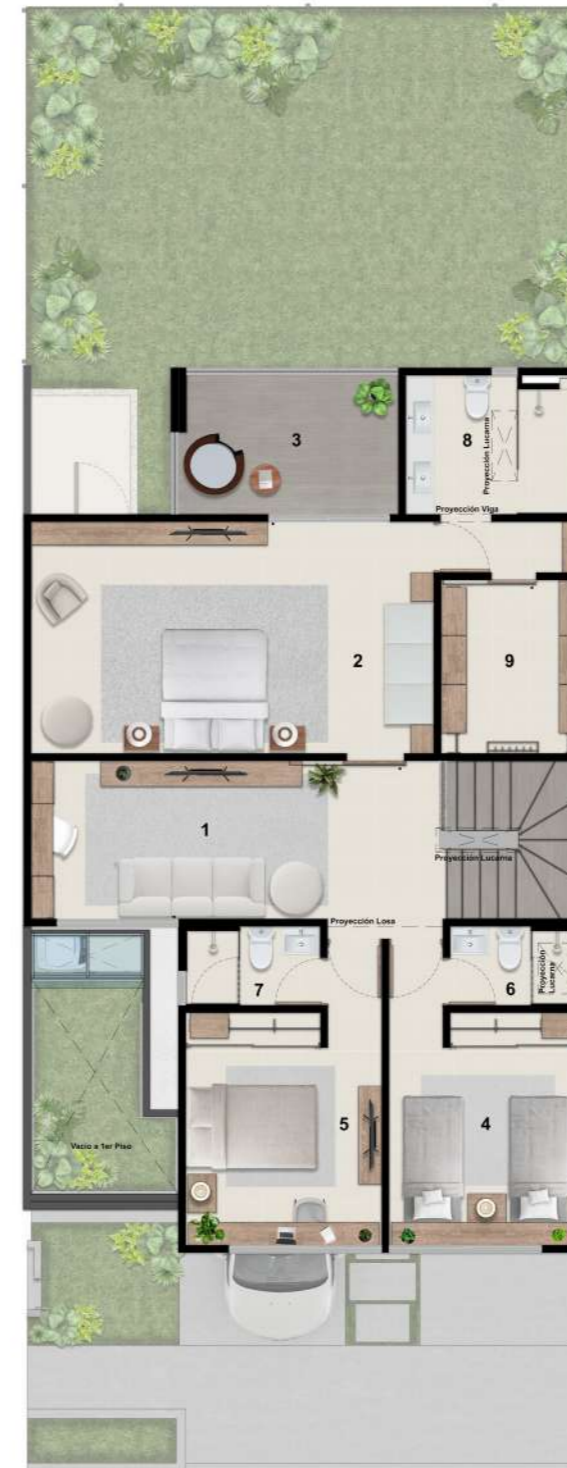 3
8
Proyección Lucarna
Proyección Viga
2
9
1
Proyección Lucarna
Proyección Losa
7
6
Proyección
Lucarna
5
4
Vacío a 1er Piso